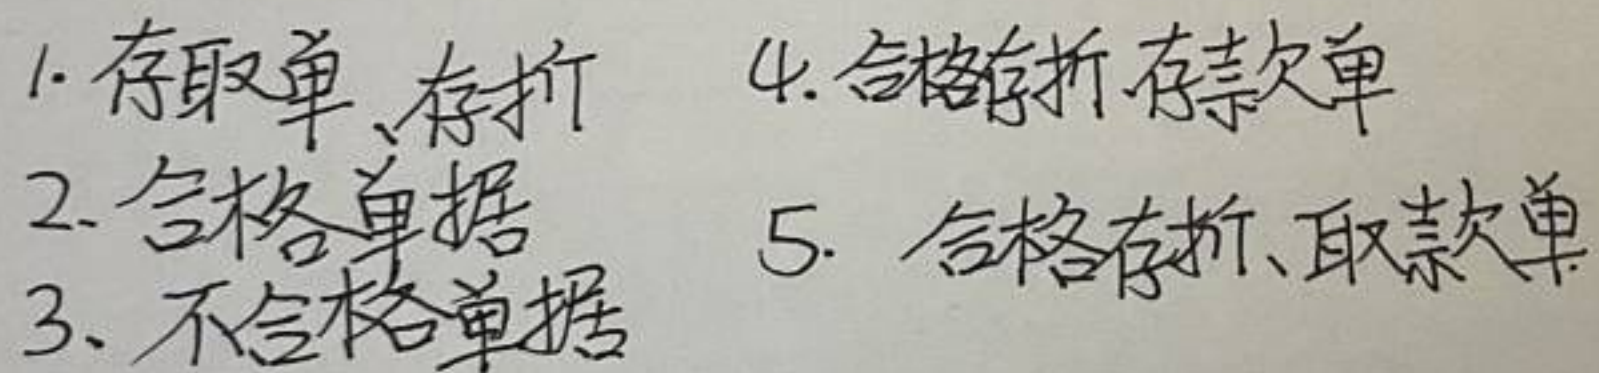 1. 存取单、存折
2. 合格单据
3、不合格单据
4. 合格存折、存款单
5. 合格存折、取款单